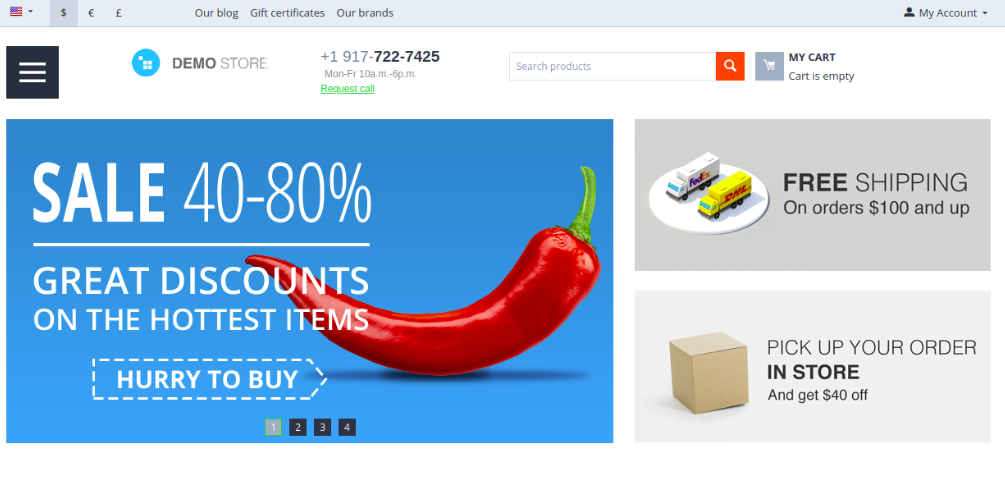 $ € £ Our blog Gift certificates Our brands My Account
DEMO STORE
+1 917-722-7425
Mon-Fr 10a.m.-6p.m.
Request call
Search products
MY CART
Cart is empty
SALE 40-80%
GREAT DISCOUNTS
ON THE HOTTEST ITEMS
HURRY TO BUY
1 2 3 4
FedEx
DHL
FREE SHIPPING
On orders $100 and up
PICK UP YOUR ORDER
IN STORE
And get $40 off